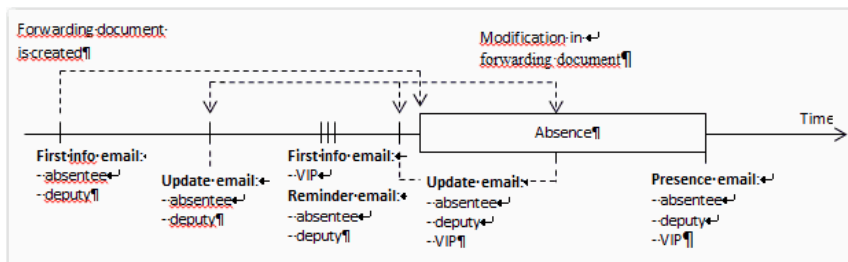 Forwarding document
is created¶
Modification in ↵
forwarding document¶
Time
Absence¶
First info email: ↵
- absentee↵
- deputy¶
Update email: ↵
- absentee↵
- deputy¶
First info email: ↵
- VIP↵
Reminder email: ↵
- absentee↵
- deputy¶
Update email: ↵
- absentee↵
- deputy↵
- VIP¶
Presence email: ↵
- absentee↵
- deputy↵
- VIP¶